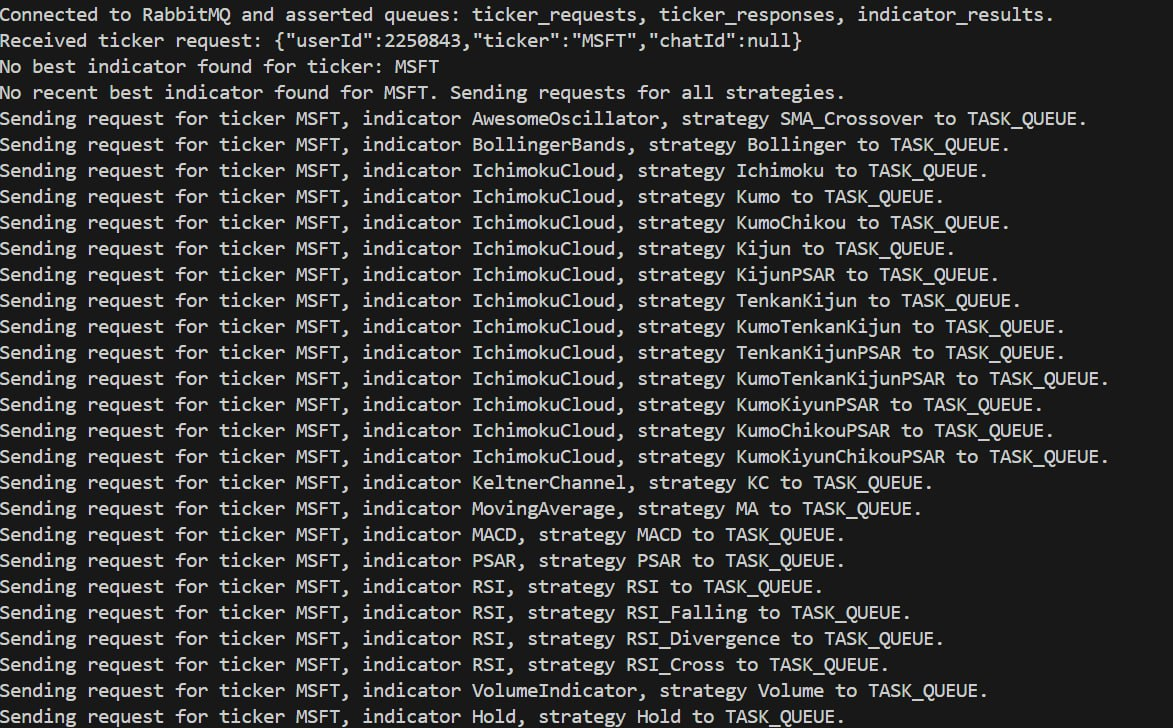 Connected to RabbitMQ and asserted queues: ticker_requests, ticker_responses, indicator_results.
Received ticker request: {"userId":2250843,"ticker":"MSFT","chatId":null}
No best indicator found for ticker: MSFT
No recent best indicator found for MSFT. Sending requests for all strategies.
Sending request for ticker MSFT, indicator AwesomeOscillator, strategy SMA_Crossover to TASK_QUEUE.
Sending request for ticker MSFT, indicator BollingerBands, strategy Bollinger to TASK_QUEUE.
Sending request for ticker MSFT, indicator IchimokuCloud, strategy Ichimoku to TASK_QUEUE.
Sending request for ticker MSFT, indicator IchimokuCloud, strategy Kumo to TASK_QUEUE.
Sending request for ticker MSFT, indicator IchimokuCloud, strategy KumoChikou to TASK_QUEUE.
Sending request for ticker MSFT, indicator IchimokuCloud, strategy Kijun to TASK_QUEUE.
Sending request for ticker MSFT, indicator IchimokuCloud, strategy KijunPSAR to TASK_QUEUE.
Sending request for ticker MSFT, indicator IchimokuCloud, strategy TenkanKijun to TASK_QUEUE.
Sending request for ticker MSFT, indicator IchimokuCloud, strategy KumoTenkanKijun to TASK_QUEUE.
Sending request for ticker MSFT, indicator IchimokuCloud, strategy TenkanKijunPSAR to TASK_QUEUE.
Sending request for ticker MSFT, indicator IchimokuCloud, strategy KumoTenkanKijunPSAR to TASK_QUEUE.
Sending request for ticker MSFT, indicator IchimokuCloud, strategy KumoKiyunPSAR to TASK_QUEUE.
Sending request for ticker MSFT, indicator IchimokuCloud, strategy KumoChikouPSAR to TASK_QUEUE.
Sending request for ticker MSFT, indicator IchimokuCloud, strategy KumoKiyunChikouPSAR to TASK_QUEUE.
Sending request for ticker MSFT, indicator KeltnerChannel, strategy KC to TASK_QUEUE.
Sending request for ticker MSFT, indicator MovingAverage, strategy MA to TASK_QUEUE.
Sending request for ticker MSFT, indicator MACD, strategy MACD to TASK_QUEUE.
Sending request for ticker MSFT, indicator PSAR, strategy PSAR to TASK_QUEUE.
Sending request for ticker MSFT, indicator RSI, strategy RSI to TASK_QUEUE.
Sending request for ticker MSFT, indicator RSI, strategy RSI_Falling to TASK_QUEUE.
Sending request for ticker MSFT, indicator RSI, strategy RSI_Divergence to TASK_QUEUE.
Sending request for ticker MSFT, indicator RSI, strategy RSI_Cross to TASK_QUEUE.
Sending request for ticker MSFT, indicator VolumeIndicator, strategy Volume to TASK_QUEUE.
Sending request for ticker MSFT, indicator Hold, strategy Hold to TASK_QUEUE.